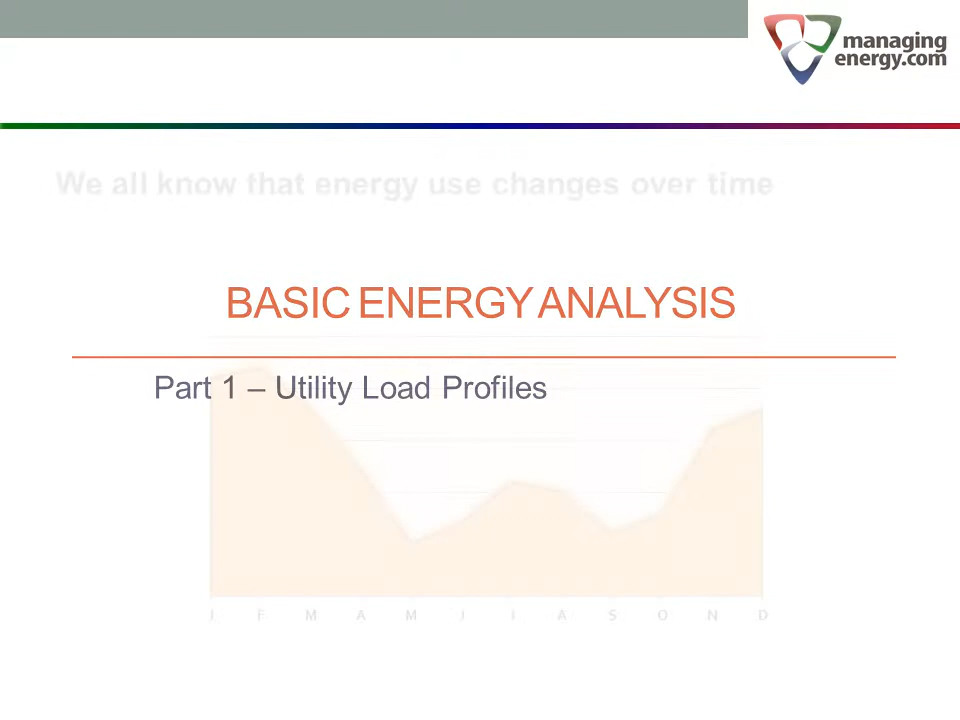 managing
energy.com
We all know that energy use changes over time
BASIC ENERGY ANALYSIS
Part 1 – Utility Load Profiles
J F M A M J J A S O N D